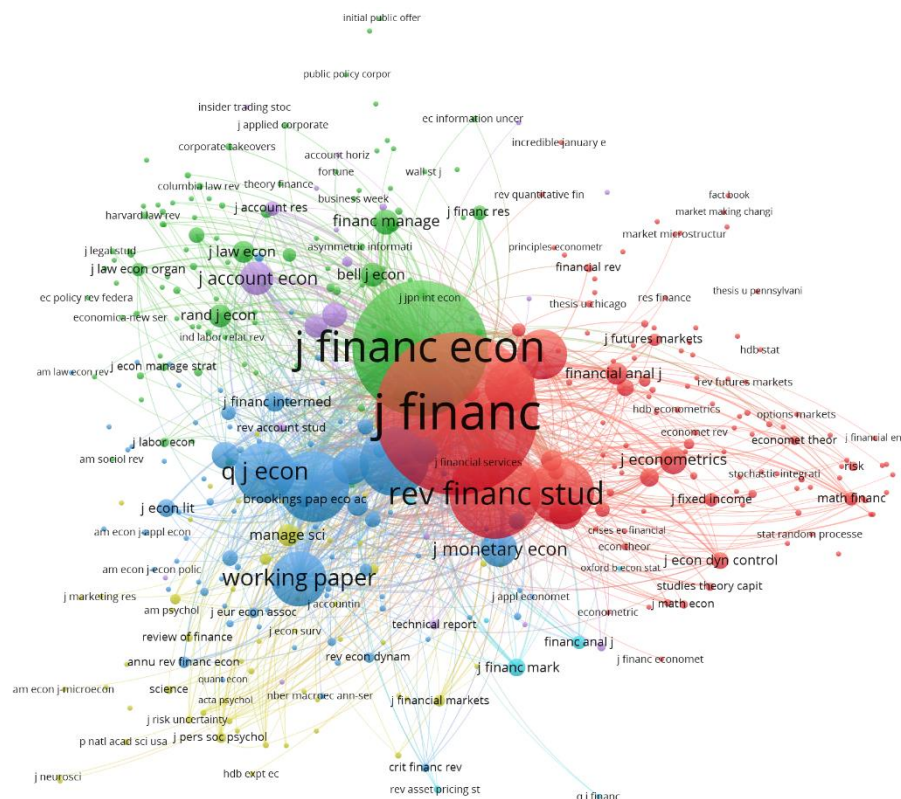 initial public offer
public policy corpor
insider trading stoc
j applied corporate
ec information uncer
corporate takeovers
account horiz
incredible january e
columbia law rev
theory finance
fortune
wall st j
business week
rev quantitative fin
fact book
harvard law rev
j account res
financ manage
j financ res
market making changi
market microstructur
j legal stud
j law econ
asymmetric informati
principles econometr
j law econ organ
j account econ
bell j econ
financial rev
ec policy rev federa
j jpn int econ
thesis u chicago
res finance
thesis u pennsylvani
economica-new ser
rand j econ
ind labor relat rev
j financ econ
j futures markets
hdb stat
am law econ rev
j econ manage strat
financial anal j
rev futures markets
j financ intermed
j financ
hdb econometrics
options markets
rev account stud
economet rev
j labor econ
economet theor
j financial en
am sociol rev
q j econ
j financial services
j econometrics
stochastic integrati
risk
brookings pap eco ac
rev financ stud
j fixed income
math financ
j econ lit
am econ j-appl econ
manage sci
crises ec financial
stat random processe
j monetary econ
econ theor
j econ dyn control
am econ j-econ polic
working paper
oxford b econ stat
studies theory capit
j marketing res
am psychol
j eur econ assoc
j accountin
j appl economet
econometric
j math econ
review of finance
j econ surv
technical report
financ anal j
annu rev financ econ
rev econ dynam
j financ mark
j financ economet
am econ j-microecon
science
quant econ
acta psychol
nber macroec ann-ser
j financial markets
j risk uncertainty
p natl acad sci usa
j pers soc psychol
j neurosci
hdb expt ec
crit financ rev
rev asset pricing st
q j financ